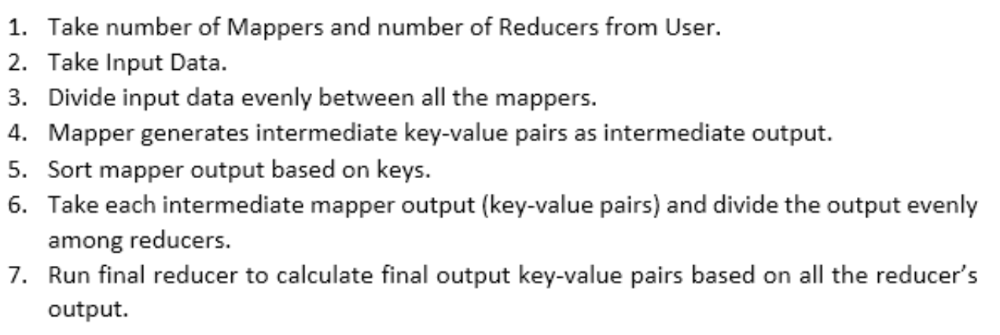 1. Take number of Mappers and number of Reducers from User.
2. Take Input Data.
3. Divide input data evenly between all the mappers.
4. Mapper generates intermediate key-value pairs as intermediate output.
5. Sort mapper output based on keys.
6. Take each intermediate mapper output (key-value pairs) and divide the output evenly
among reducers.
7. Run final reducer to calculate final output key-value pairs based on all the reducer’s
output.